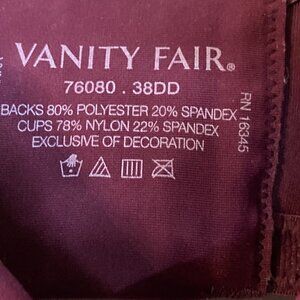 VANITY FAIR®
76080 . 38DD
BACKS 80% POLYESTER 20% SPANDEX
CUPS 78% NYLON 22% SPANDEX
EXCLUSIVE OF DECORATION
RN 16345